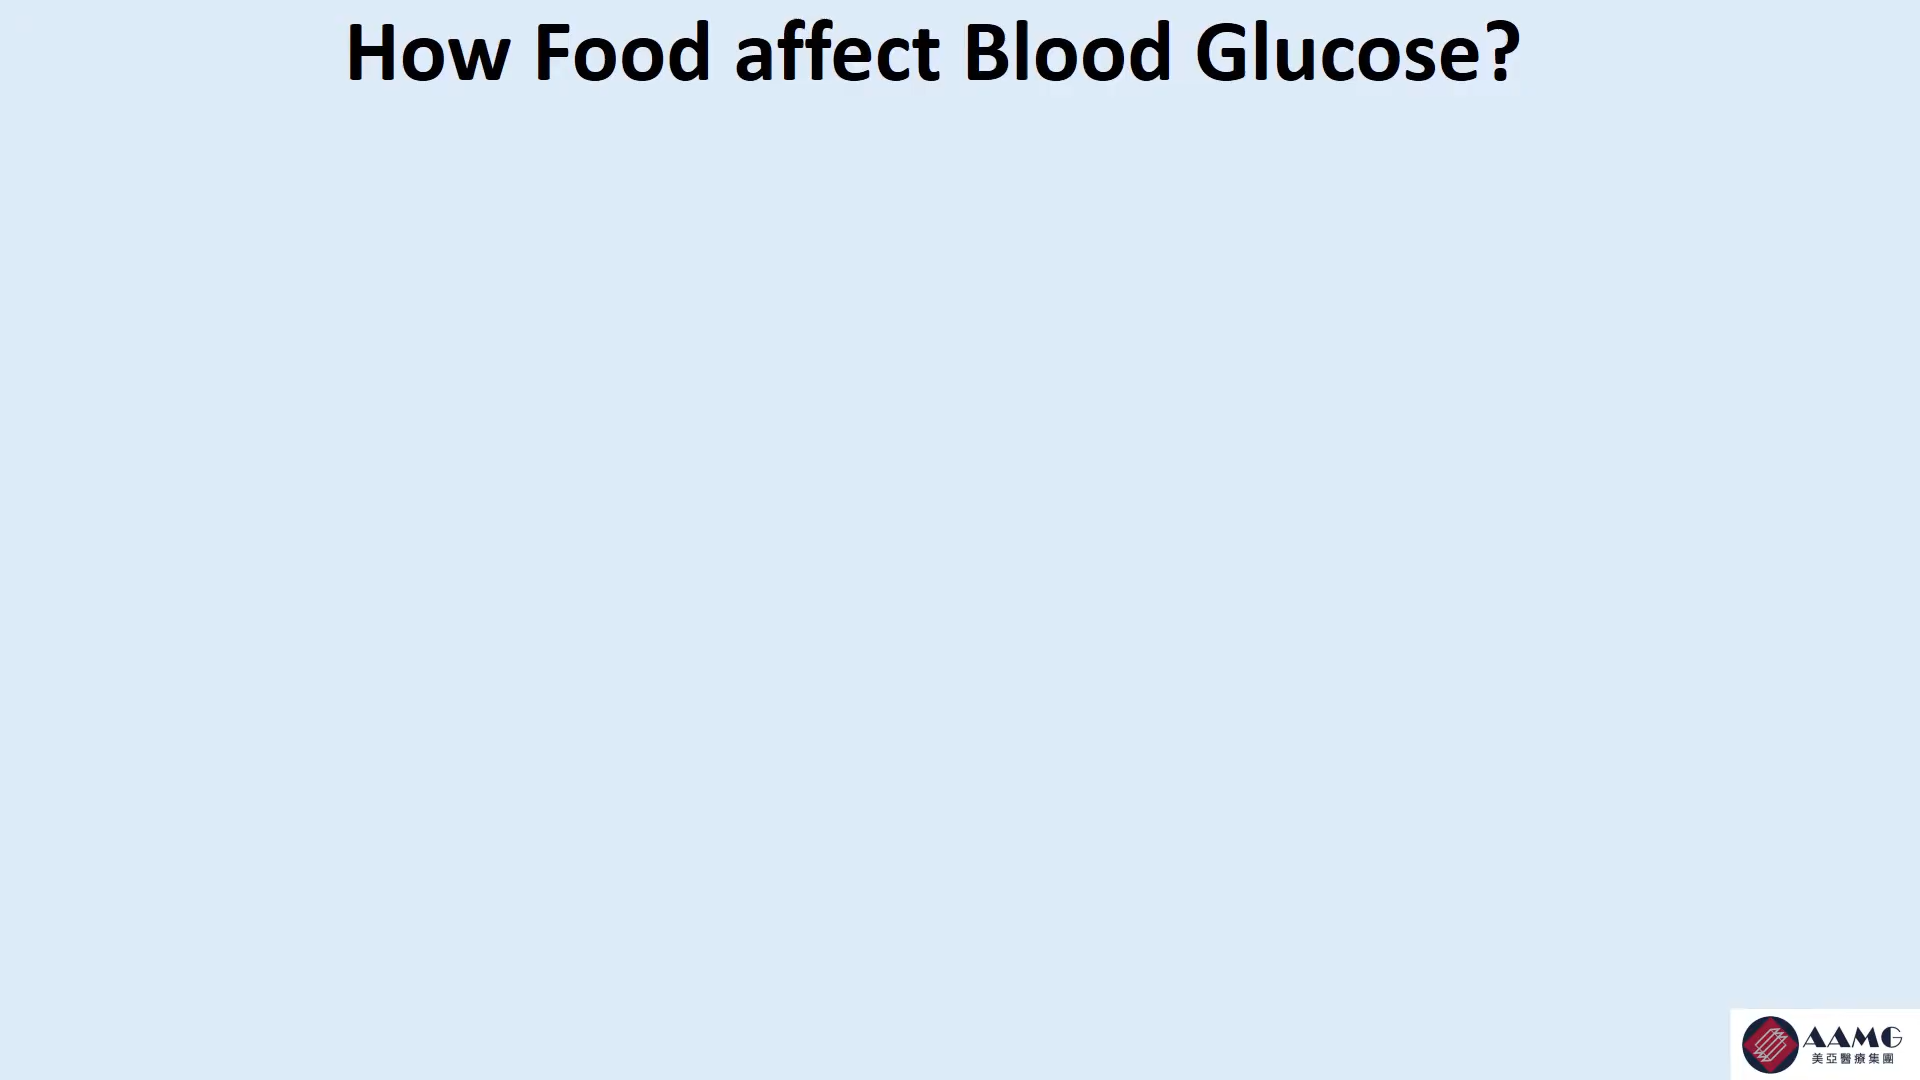 How Food affect Blood Glucose?
AAMG
美亞醫療集團